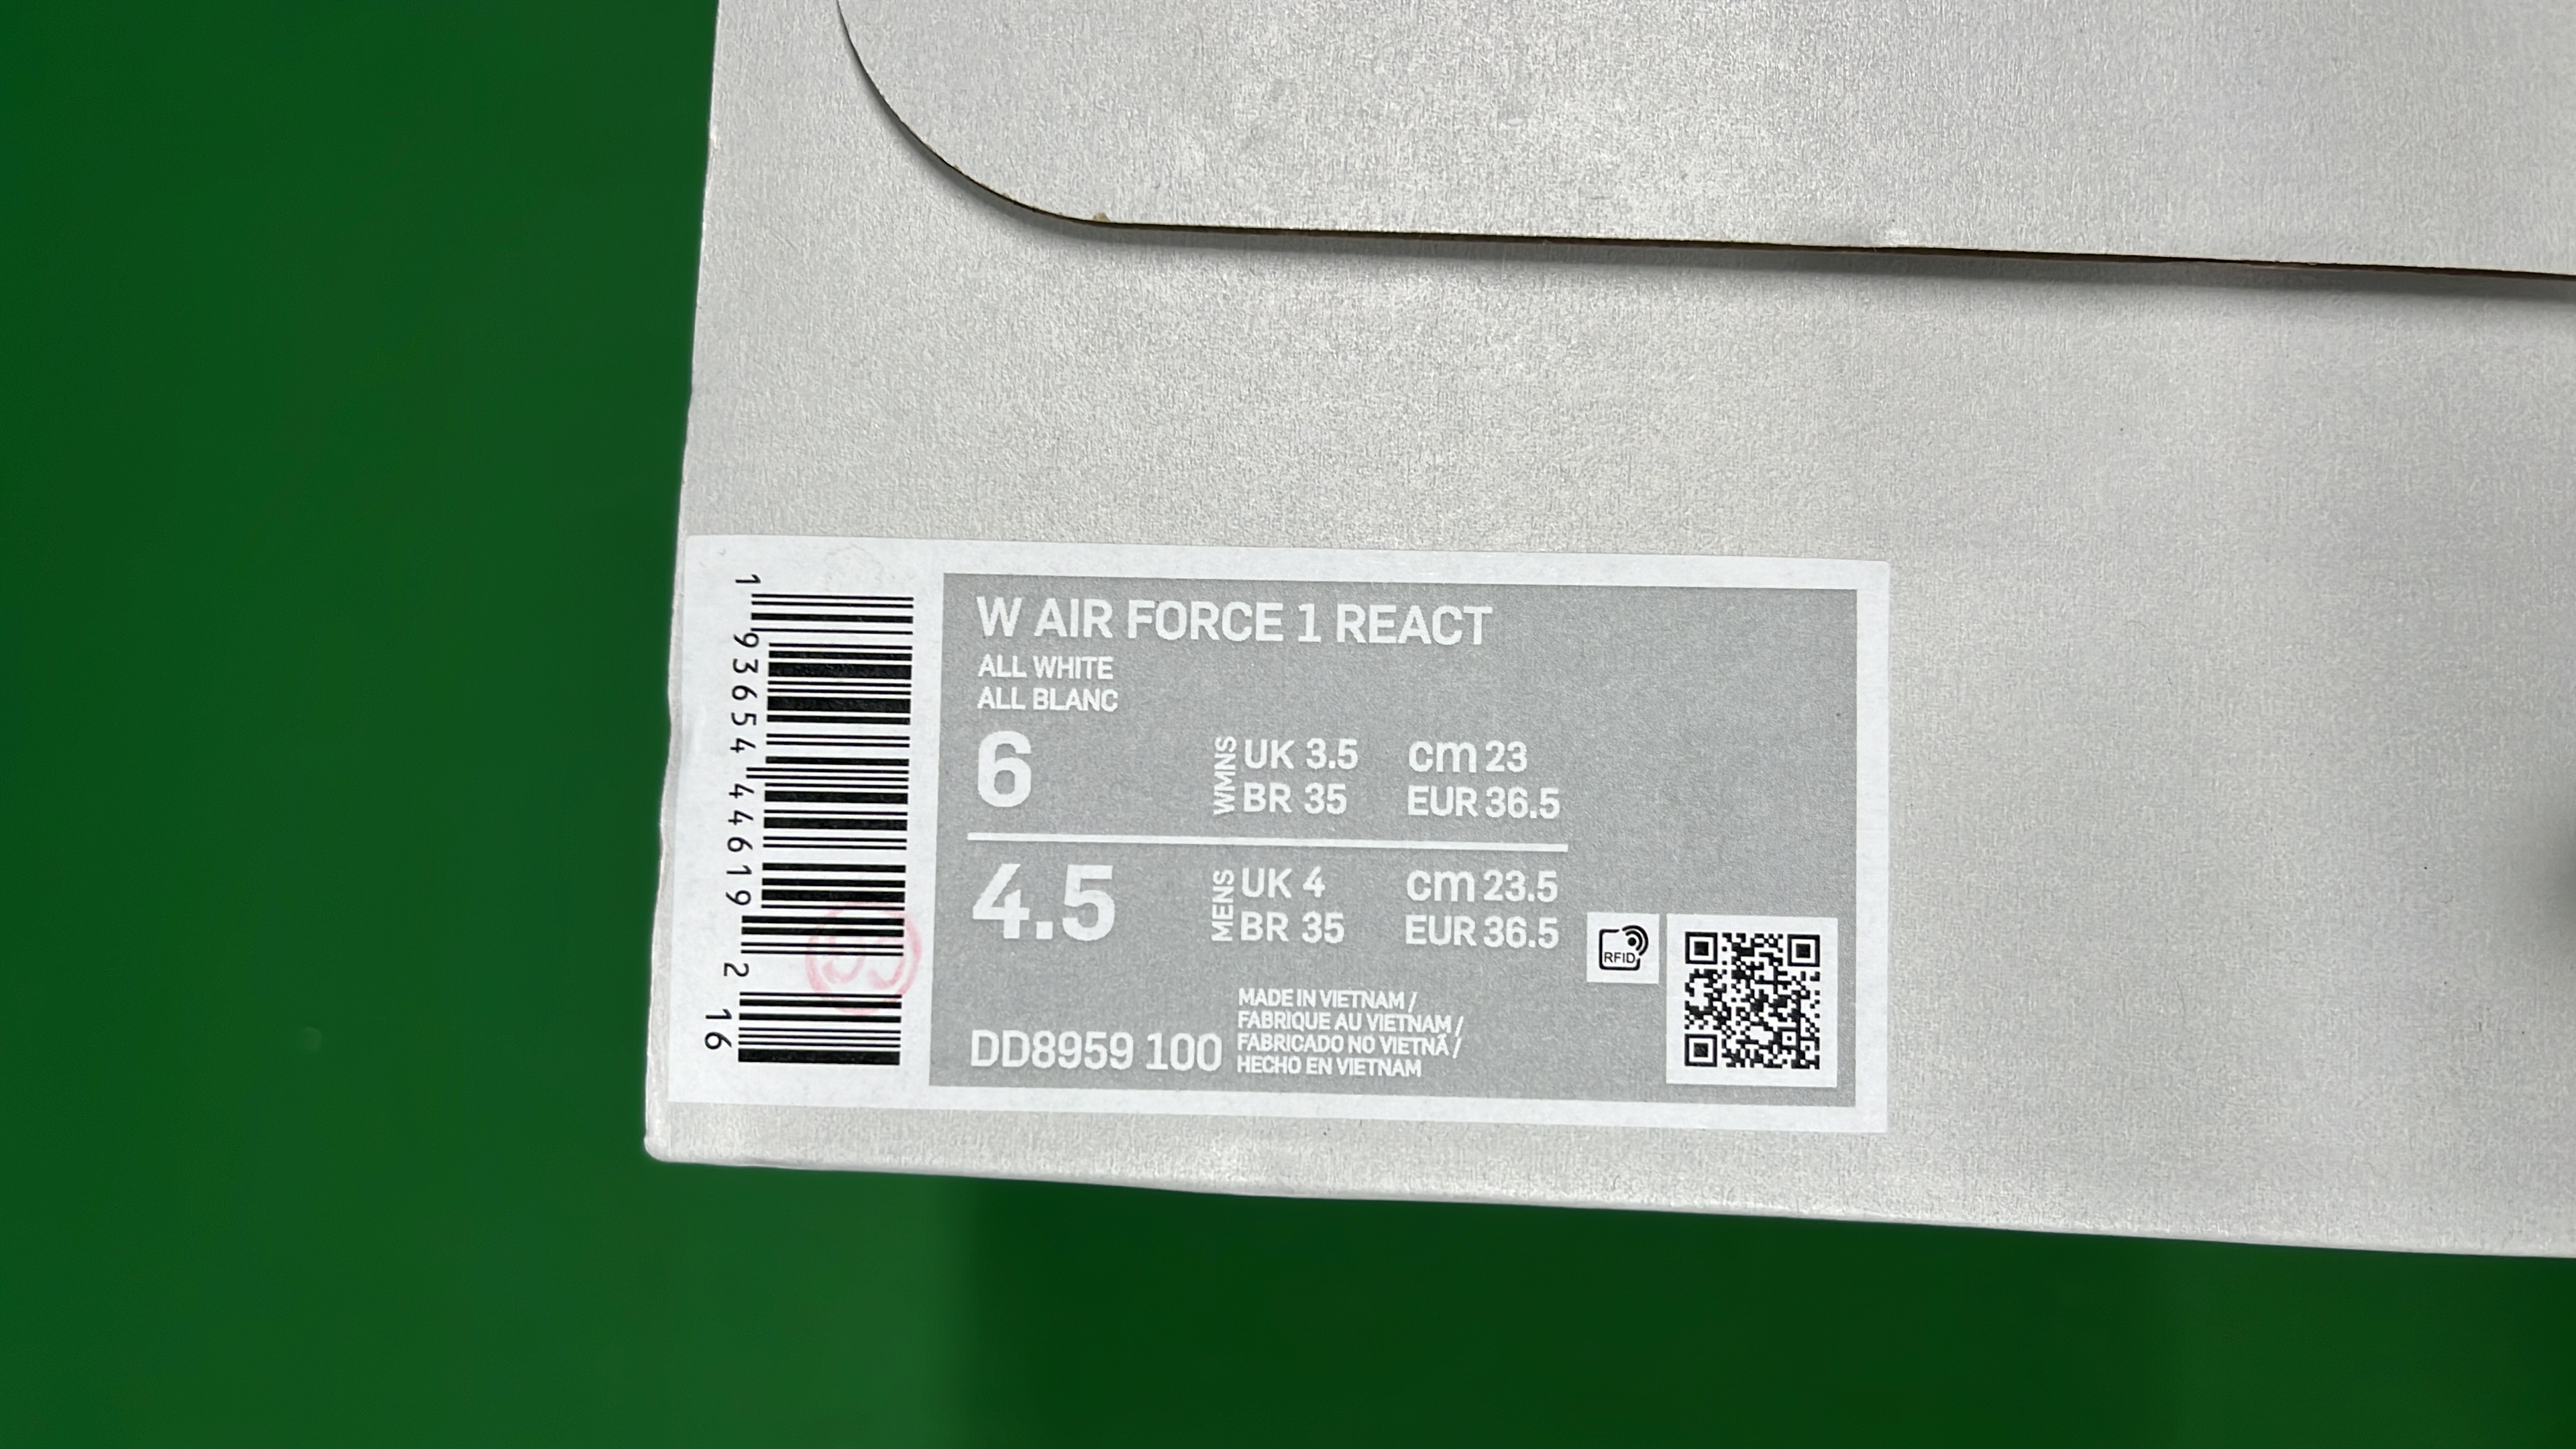 W AIR FORCE 1 REACT
ALL WHITE
ALL BLANC
6
WMNS
UK 3.5 cm 23
BR 35 EUR 36.5
4.5
MENS
UK 4 cm 23.5
BR 35 EUR 36.5
MADE IN VIETNAM /
FABRIQUE AU VIETNAM /
FABRICADO NO VIETNÃ /
HECHO EN VIETNAM
DD8959 100
RFID
1 93654 44619 2 16